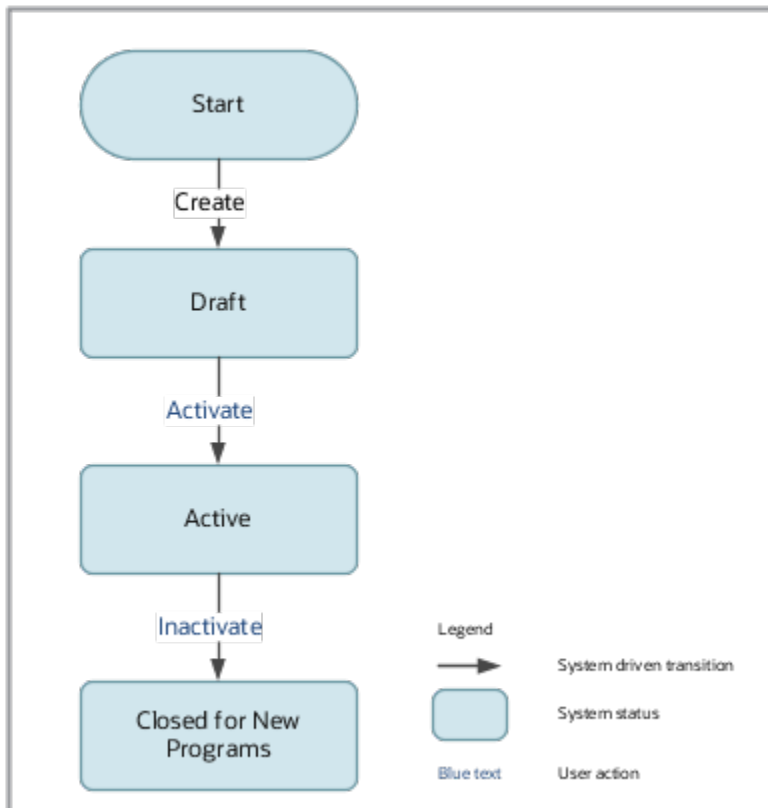 Start
Create
Draft
Activate
Active
Inactivate
Closed for New
Programs
Legend
System driven transition
System status
Blue text User action